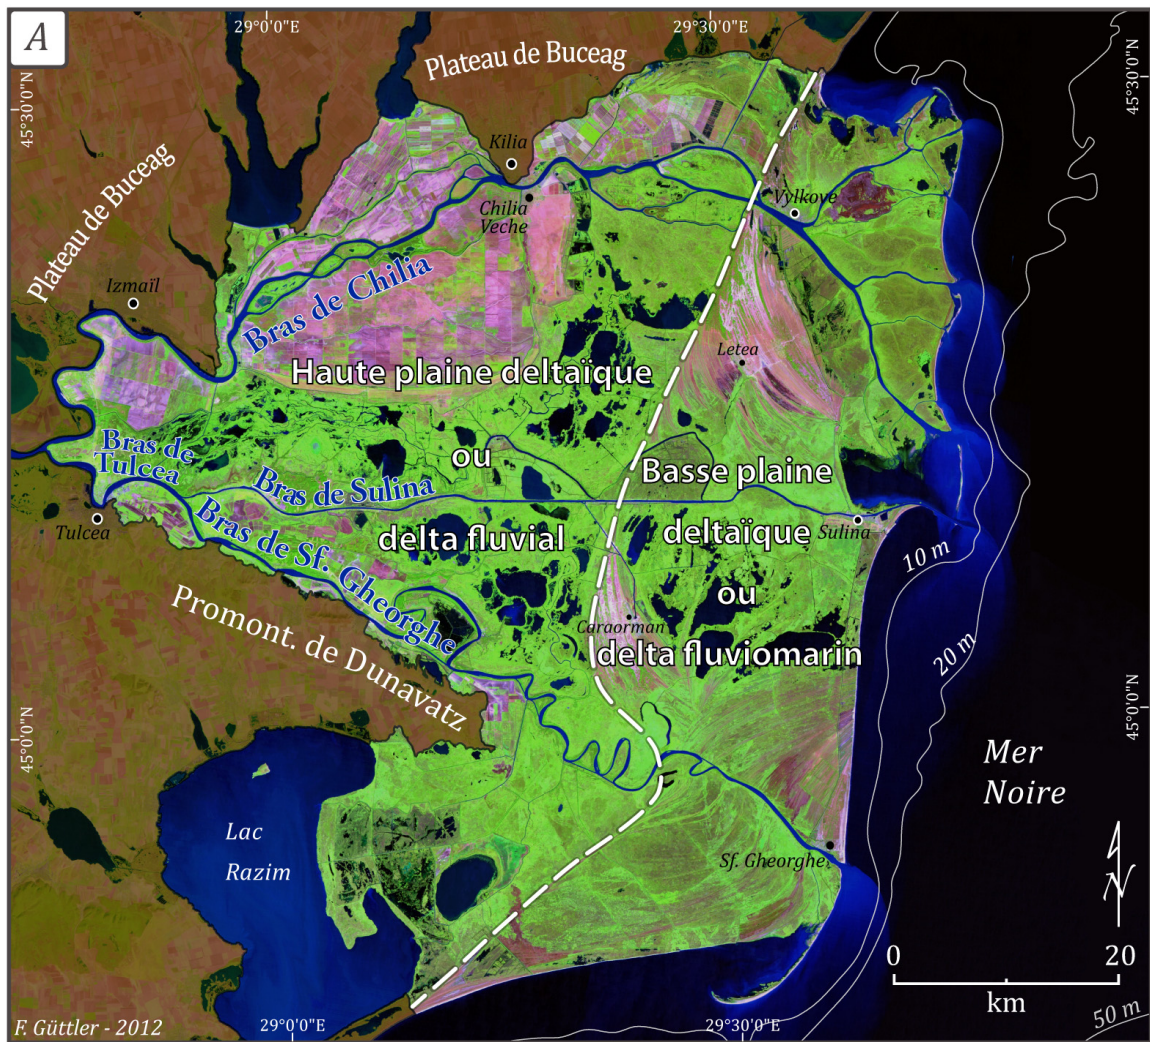 A
29°0'0"E
29°30'0"E
45°30'0"N
45°30'0"N
Plateau de Buceag
Plateau de Buceag
Kilia
Chilia
Veche
Vylkove
Izmaïl
Bras de Chilia
Letea
Haute plaine deltaïque
ou
delta fluvial
Bras de
Tulcea
Bras de Sulina
Basse plaine
deltaïque
ou
delta fluviomarin
Tulcea
Sulina
Bras de Sf. Gheorghe
Caraorman
Promont. de Dunavatz
10 m
20 m
45°0'0"N
45°0'0"N
Mer
Noire
Lac
Razim
Sf. Gheorghe
N
0
20
km
50 m
F. Güttler - 2012
29°0'0"E
29°30'0"E